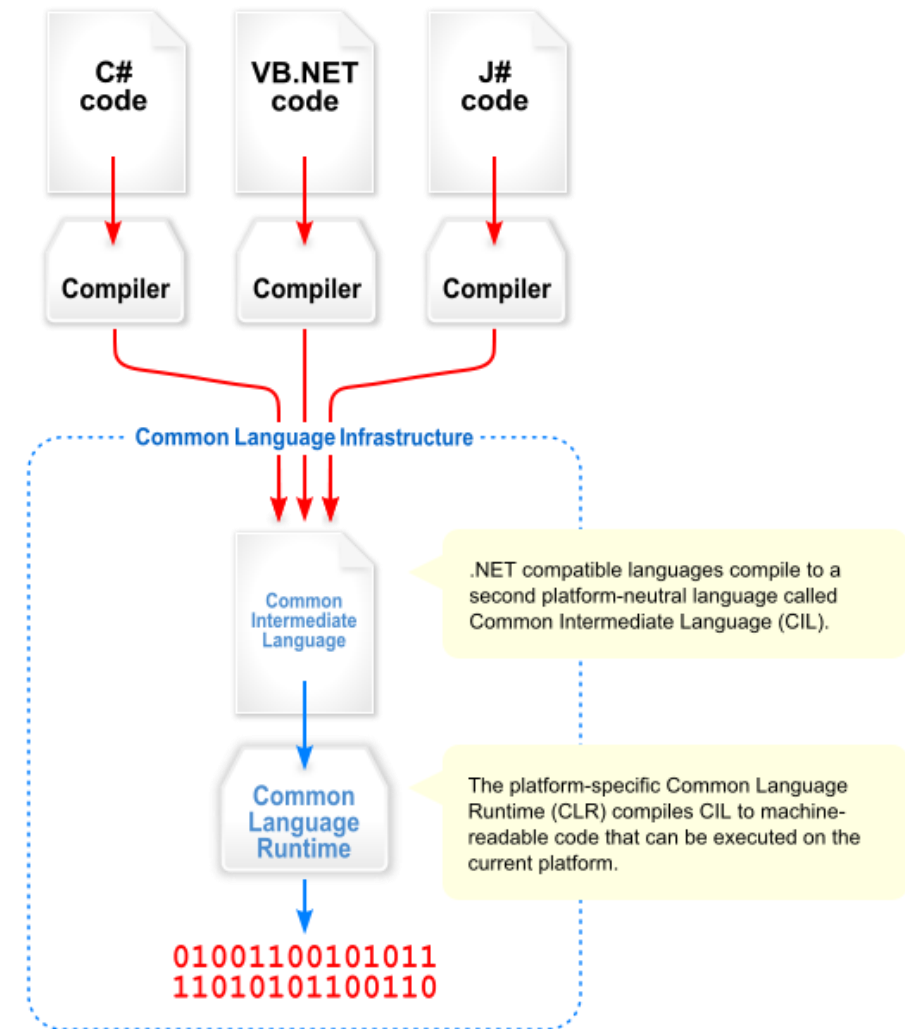 C#
code
VB.NET
code
J#
code
Compiler
Compiler
Compiler
Common Language Infrastructure
Common
Intermediate
Language
.NET compatible languages compile to a
second platform-neutral language called
Common Intermediate Language (CIL).
Common
Language
Runtime
The platform-specific Common Language
Runtime (CLR) compiles CIL to machine-
readable code that can be executed on the
current platform.
01001100101011
11010101100110